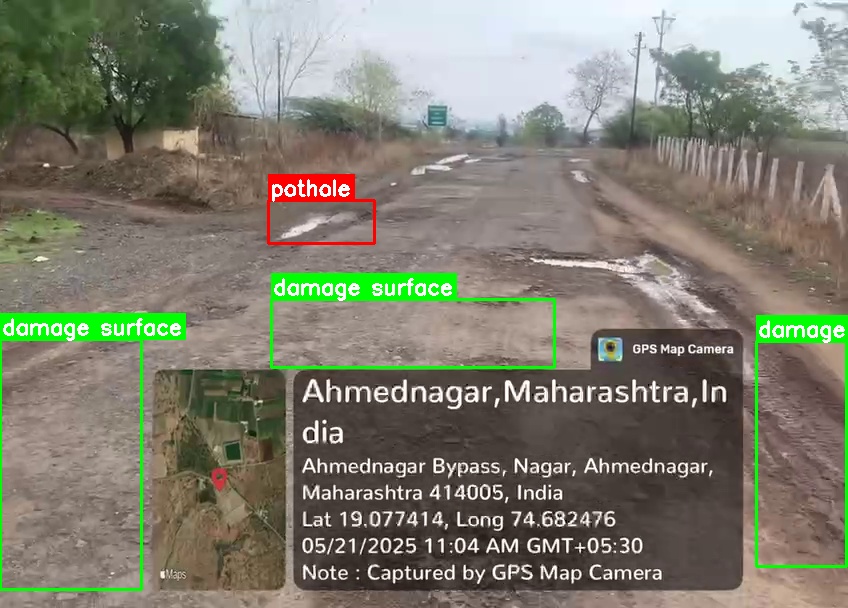 pothole
damage surface
damage surface
damage
GPS Map Camera
Ahmednagar,Maharashtra,In
dia
Ahmednagar Bypass, Nagar, Ahmednagar,
Maharashtra 414005, India
Lat 19.077414, Long 74.682476
05/21/2025 11:04 AM GMT+05:30
Note : Captured by GPS Map Camera
Maps